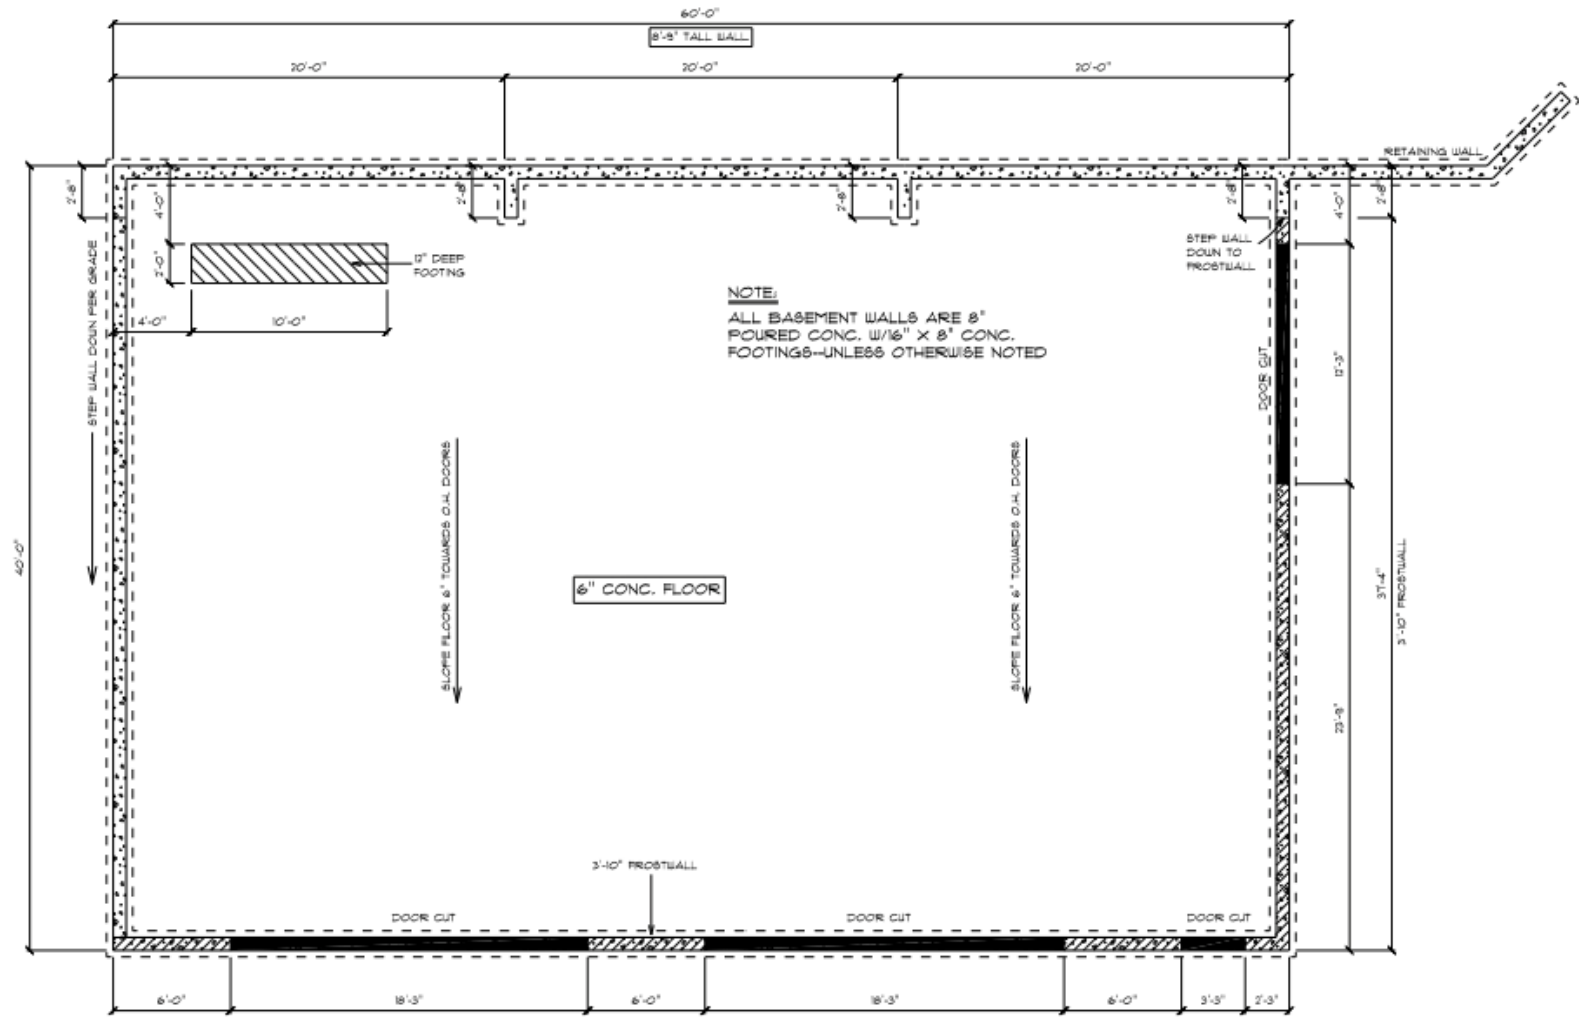 60'-0"
8'-9" TALL WALL
20'-0"
20'-0"
20'-0"
RETAINING WALL
2'-8"
4'-0"
2'-8"
2'-8"
2'-8"
4'-0"
2'-8"
STEP WALL
DOWN TO
FROSTWALL
2'-0"
12" DEEP
FOOTING
4'-0"
10'-0"
STEP WALL DOWN PER GRADE
NOTE:
ALL BASEMENT WALLS ARE 8"
POURED CONC. W/16" X 8" CONC.
FOOTINGS--UNLESS OTHERWISE NOTED
DOOR CUT
12'-3"
40'-0"
SLOPE FLOOR 6" TOWARDS O.H. DOORS
6" CONC. FLOOR
SLOPE FLOOR 6" TOWARDS O.H. DOORS
37'-4"
3'-10" FROSTWALL
23'-9"
3'-10" FROSTWALL
DOOR CUT
DOOR CUT
DOOR CUT
6'-0"
18'-3"
6'-0"
18'-3"
6'-0"
3'-3"
2'-3"